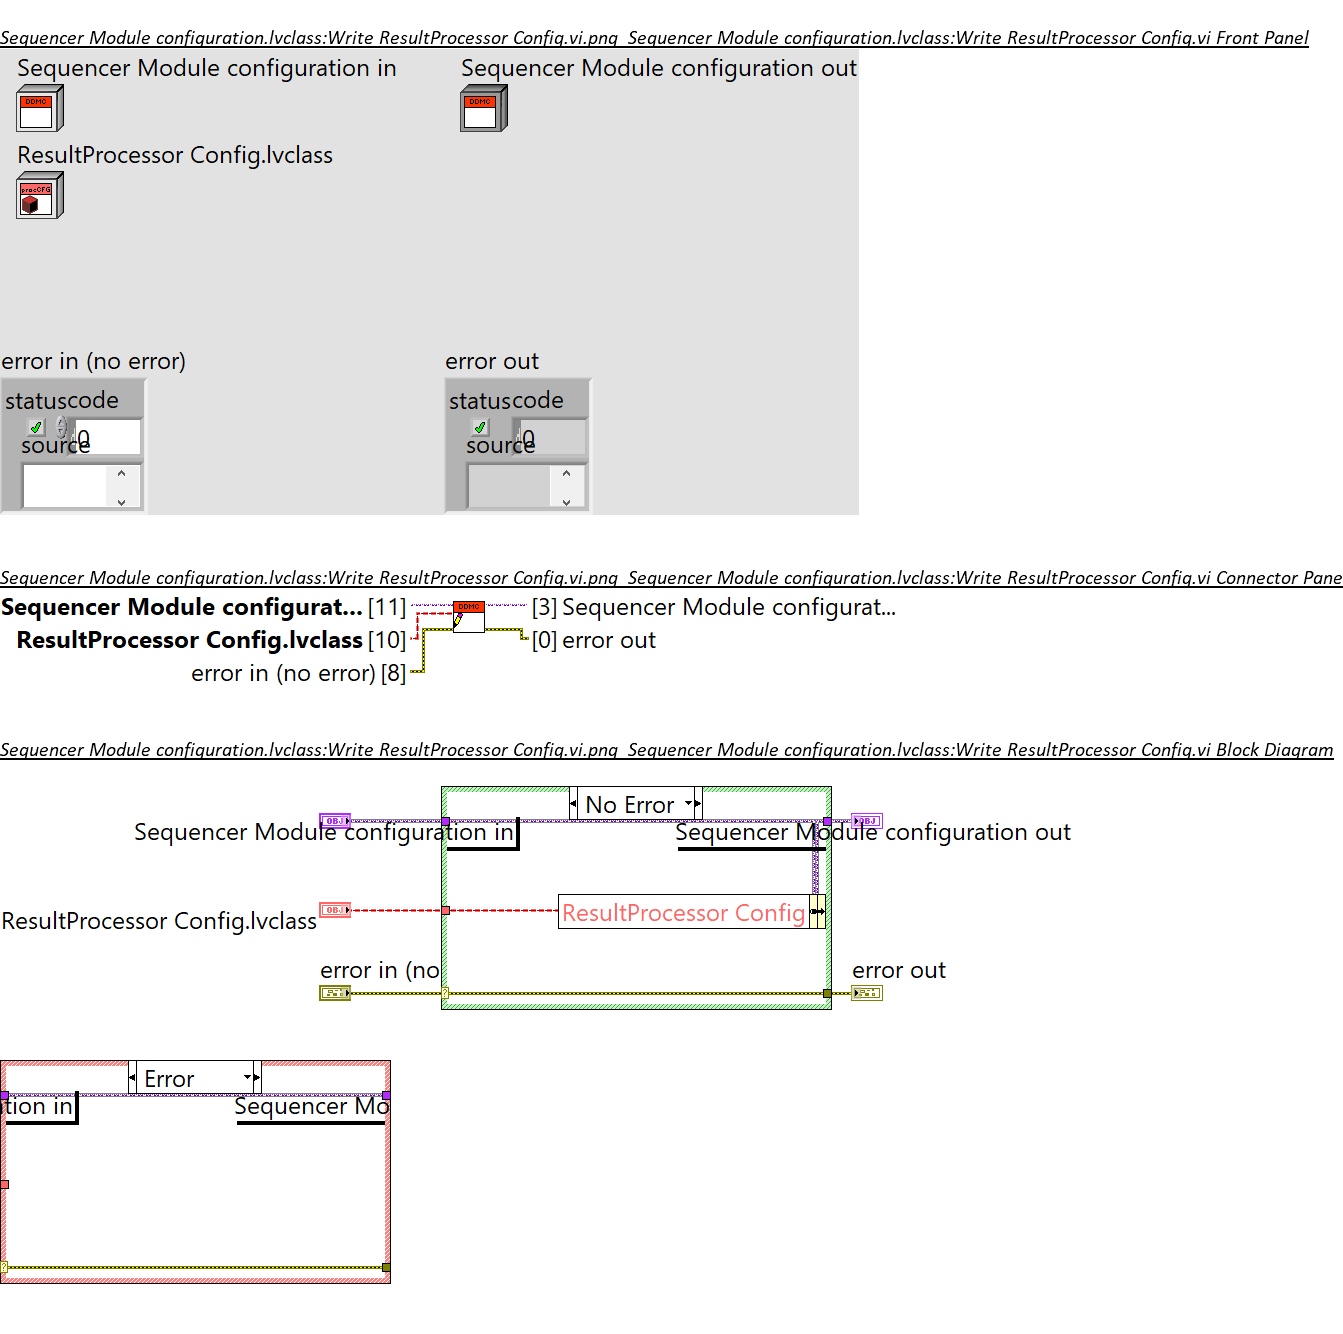 Sequencer Module configuration.lvclass:Write ResultProcessor Config.vi.png  Sequencer Module configuration.lvclass:Write ResultProcessor Config.vi Front Panel
Sequencer Module configuration in
Sequencer Module configuration out
DDMC
DDMC
ResultProcessor Config.lvclass
procCFG
error in (no error)
error out
status code
status code
0
0
source
source
Sequencer Module configuration.lvclass:Write ResultProcessor Config.vi.png  Sequencer Module configuration.lvclass:Write ResultProcessor Config.vi Connector Pane
Sequencer Module configurat... [11]
DDMC
[3] Sequencer Module configurat...
ResultProcessor Config.lvclass [10]
[0] error out
error in (no error) [8]
Sequencer Module configuration.lvclass:Write ResultProcessor Config.vi.png  Sequencer Module configuration.lvclass:Write ResultProcessor Config.vi Block Diagram
No Error
OBJ
OBJ
Sequencer Module configuration in
Sequencer Module configuration out
OBJ
ResultProcessor Config
ResultProcessor Config.lvclass
error in (no
error out
?
Error
tion in
Sequencer Mo
?